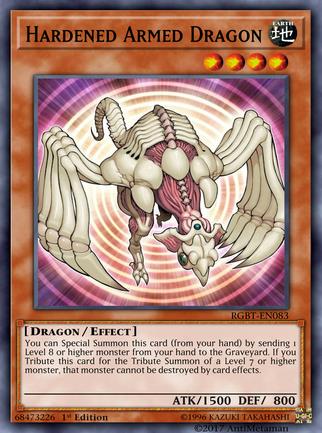 HARDENED ARMED DRAGON
EARTH
地
RGBT-EN083
[DRAGON / EFFECT]
You can Special Summon this card (from your hand) by sending 1
Level 8 or higher monster from your hand to the Graveyard. If you
Tribute this card for the Tribute Summon of a Level 7 or higher
monster, that monster cannot be destroyed by card effects.
ATK/1500 DEF/ 800
68473226 1st Edition ©1996 KAZUKI TAKAHASHI
©2017 AntiMetaman